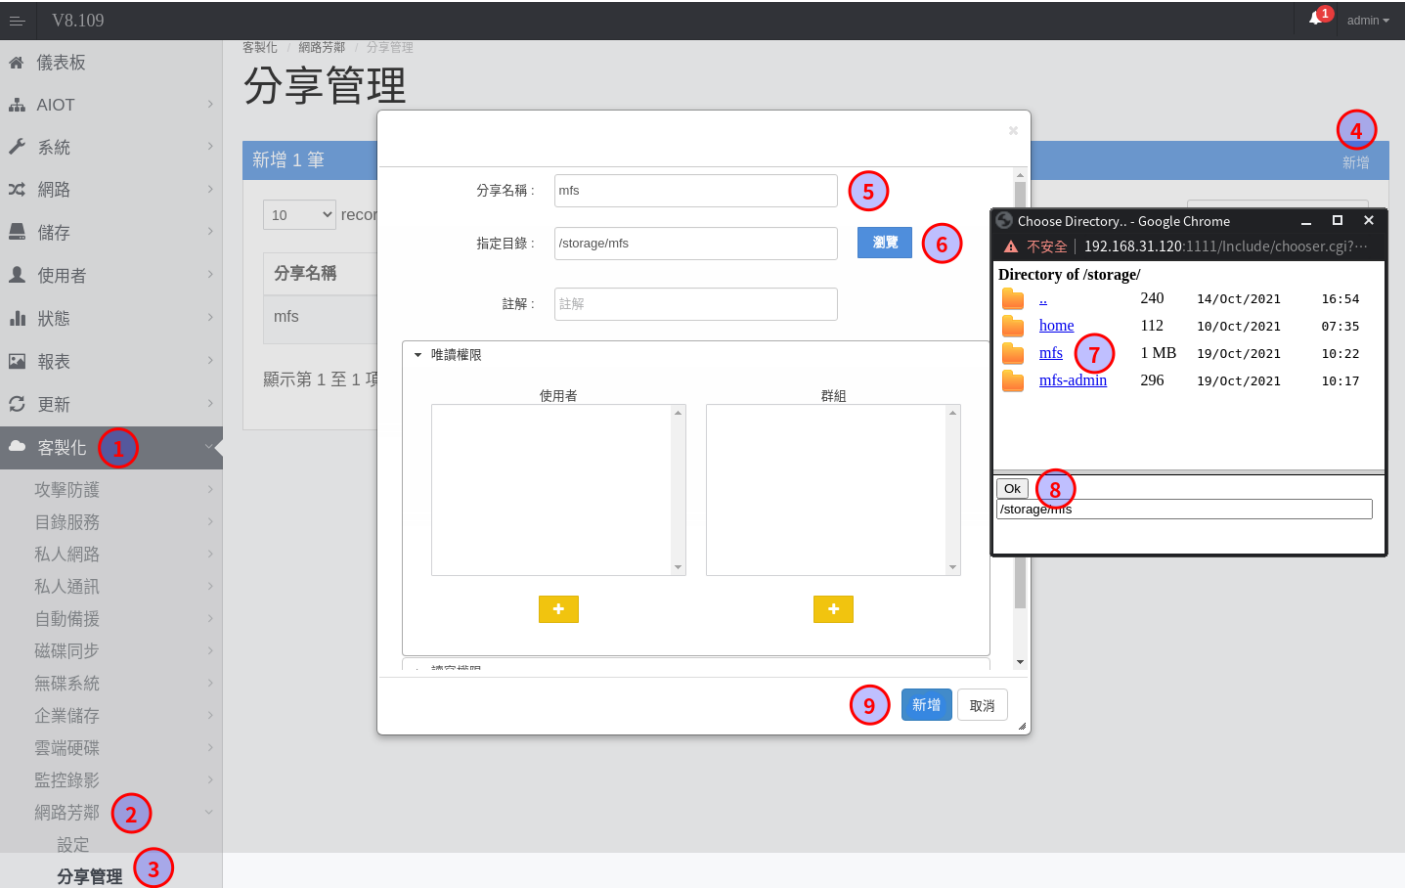 V8.109
1
admin
儀表板
AIOT
系統
網路
儲存
使用者
狀態
報表
更新
客製化
1
攻擊防護
目錄服務
私人網路
私人通訊
自動備援
磁碟同步
無碟系統
企業儲存
雲端硬碟
監控錄影
網路芳鄰
2
設定
分享管理
3
客製化 / 網路芳鄰 / 分享管理
分享管理
新增 1 筆
4
新增
10
recor
分享名稱
mfs
顯示第 1 至 1 項
×
分享名稱 :
mfs
5
指定目錄 :
/storage/mfs
瀏覽
6
註解 :
註解
唯讀權限
使用者
群組
+
+
9
新增
取消
Choose Directory.. - Google Chrome
不安全 | 192.168.31.120:1111/Include/chooser.cgi?···
Directory of /storage/
.. 240 14/Oct/2021 16:54
home 112 10/Oct/2021 07:35
mfs 7 1 MB 19/Oct/2021 10:22
mfs-admin 296 19/Oct/2021 10:17
Ok
8
/storage/mfs